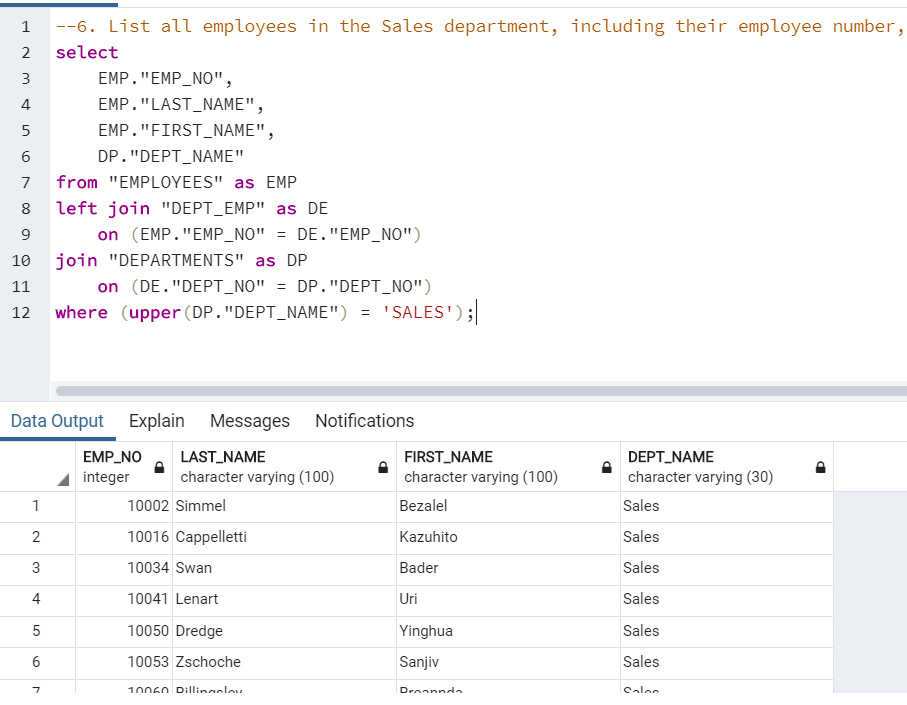 1 --6. List all employees in the Sales department, including their employee number,
2 select
3 EMP."EMP_NO",
4 EMP."LAST_NAME",
5 EMP."FIRST_NAME",
6 DP."DEPT_NAME"
7 from "EMPLOYEES" as EMP
8 left join "DEPT_EMP" as DE
9 on (EMP."EMP_NO" = DE."EMP_NO")
10 join "DEPARTMENTS" as DP
11 on (DE."DEPT_NO" = DP."DEPT_NO")
12 where (upper(DP."DEPT_NAME") = 'SALES');
Data Output Explain Messages Notifications
EMP_NO LAST_NAME FIRST_NAME DEPT_NAME
integer character varying (100) character varying (100) character varying (30)
1 10002 Simmel Bezalel Sales
2 10016 Cappelletti Kazuhito Sales
3 10034 Swan Bader Sales
4 10041 Lenart Uri Sales
5 10050 Dredge Yinghua Sales
6 10053 Zschoche Sanjiv Sales
7 10060 Billingsley Breannda Sales